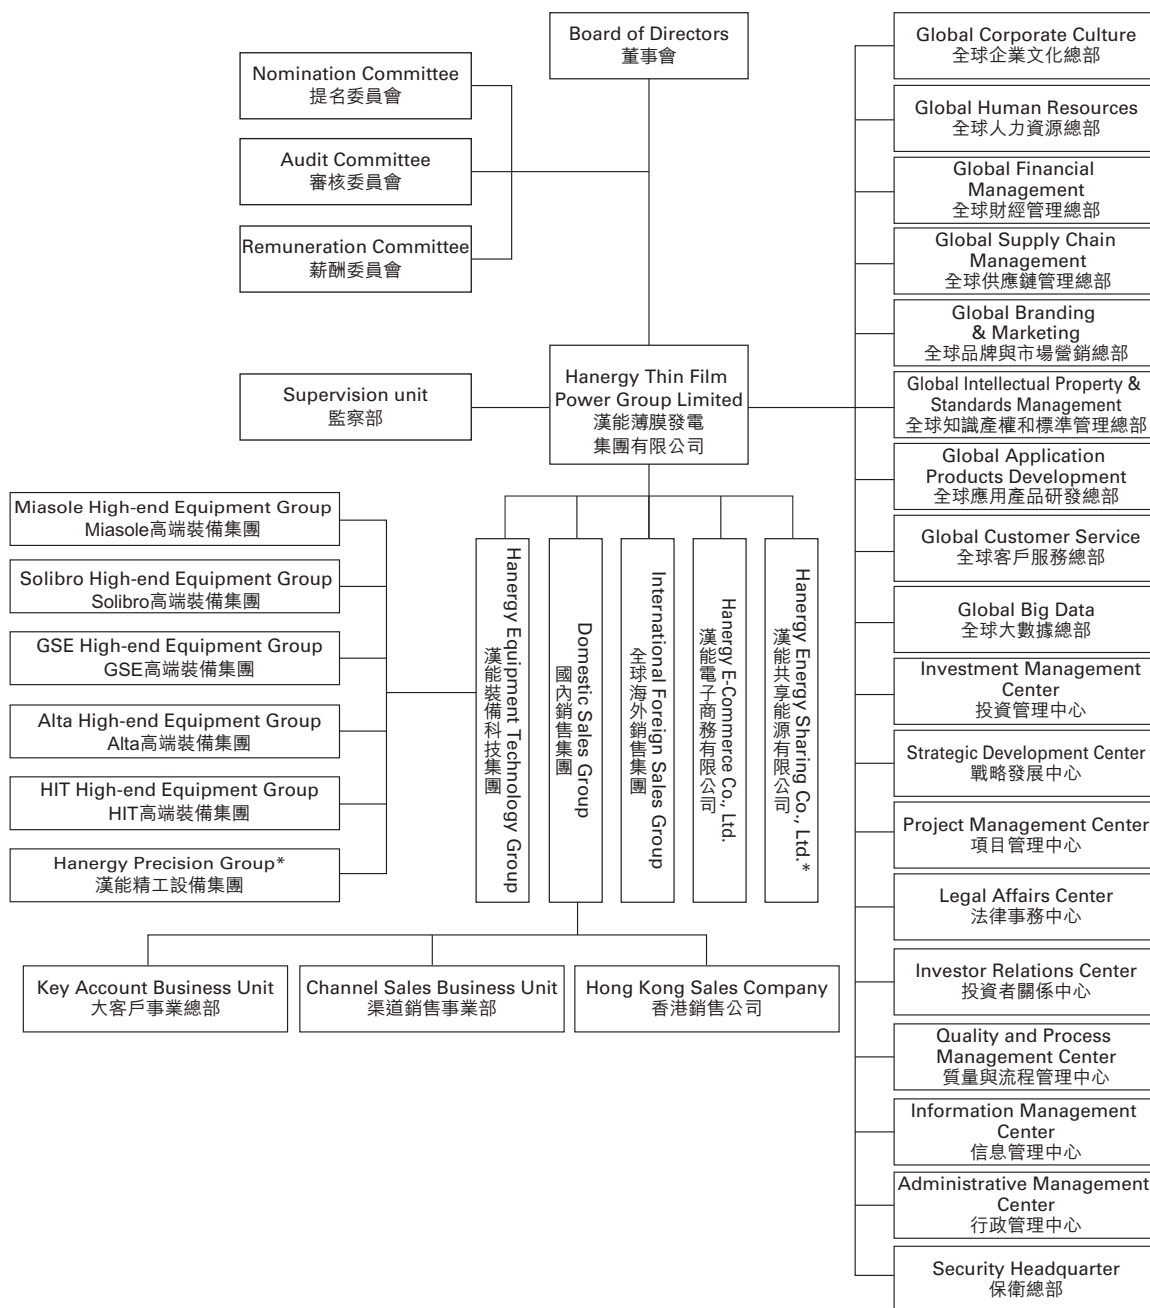 Board of Directors
董事會
Nomination Committee
提名委員會
Audit Committee
審核委員會
Remuneration Committee
薪酬委員會
Hanergy Thin Film
Power Group Limited
漢能薄膜發電
集團有限公司
Supervision unit
監察部
Miasole High-end Equipment Group
Miasole高端裝備集團
Solibro High-end Equipment Group
Solibro高端裝備集團
GSE High-end Equipment Group
GSE高端裝備集團
Alta High-end Equipment Group
Alta高端裝備集團
HIT High-end Equipment Group
HIT高端裝備集團
Hanergy Precision Group*
漢能精工設備集團
Hanergy Equipment Technology Group
漢能裝備科技集團
Domestic Sales Group
國內銷售集團
International Foreign Sales Group
全球海外銷售集團
Hanergy E-Commerce Co., Ltd.
漢能電子商務有限公司
Hanergy Energy Sharing Co., Ltd.*
漢能共享能源有限公司
Key Account Business Unit
大客戶事業總部
Channel Sales Business Unit
渠道銷售事業部
Hong Kong Sales Company
香港銷售公司
Global Corporate Culture
全球企業文化總部
Global Human Resources
全球人力資源總部
Global Financial
Management
全球財經管理總部
Global Supply Chain
Management
全球供應鏈管理總部
Global Branding
& Marketing
全球品牌與市場營銷總部
Global Intellectual Property &
Standards Management
全球知識產權和標準管理總部
Global Application
Products Development
全球應用產品研發總部
Global Customer Service
全球客戶服務總部
Global Big Data
全球大數據總部
Investment Management
Center
投資管理中心
Strategic Development Center
戰略發展中心
Project Management Center
項目管理中心
Legal Affairs Center
法律事務中心
Investor Relations Center
投資者關係中心
Quality and Process
Management Center
質量與流程管理中心
Information Management
Center
信息管理中心
Administrative Management
Center
行政管理中心
Security Headquarter
保衛總部